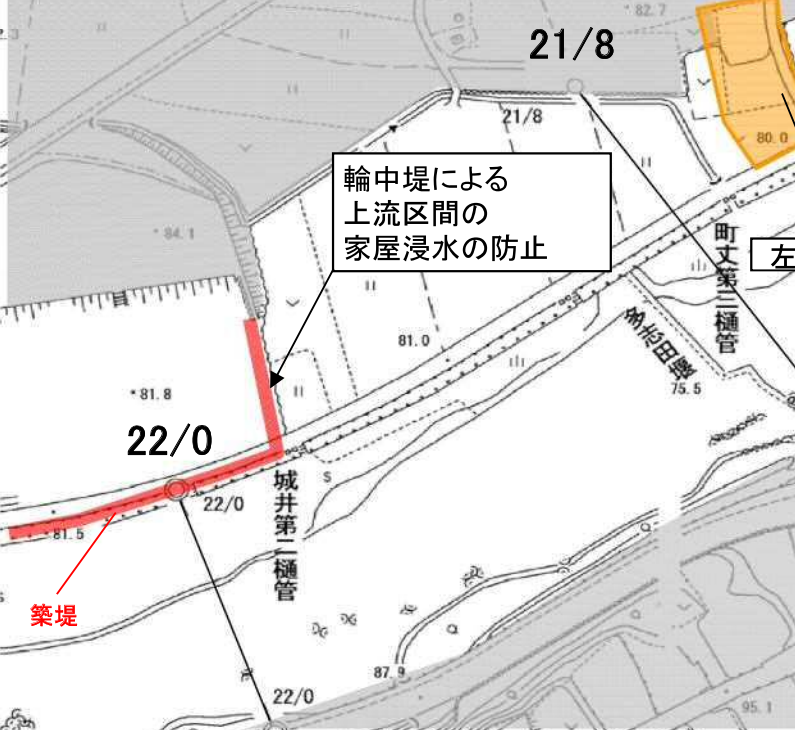 82.7
21/8
21/8
80.0
輪中堤による
上流区間の
家屋浸水の防止
84.1
町丈第三樋管
左
多志田堰
81.0
75.5
81.8
22/0
22/0
城井第二樋管
S
81.5
築堤
87.9
22/0
95.1